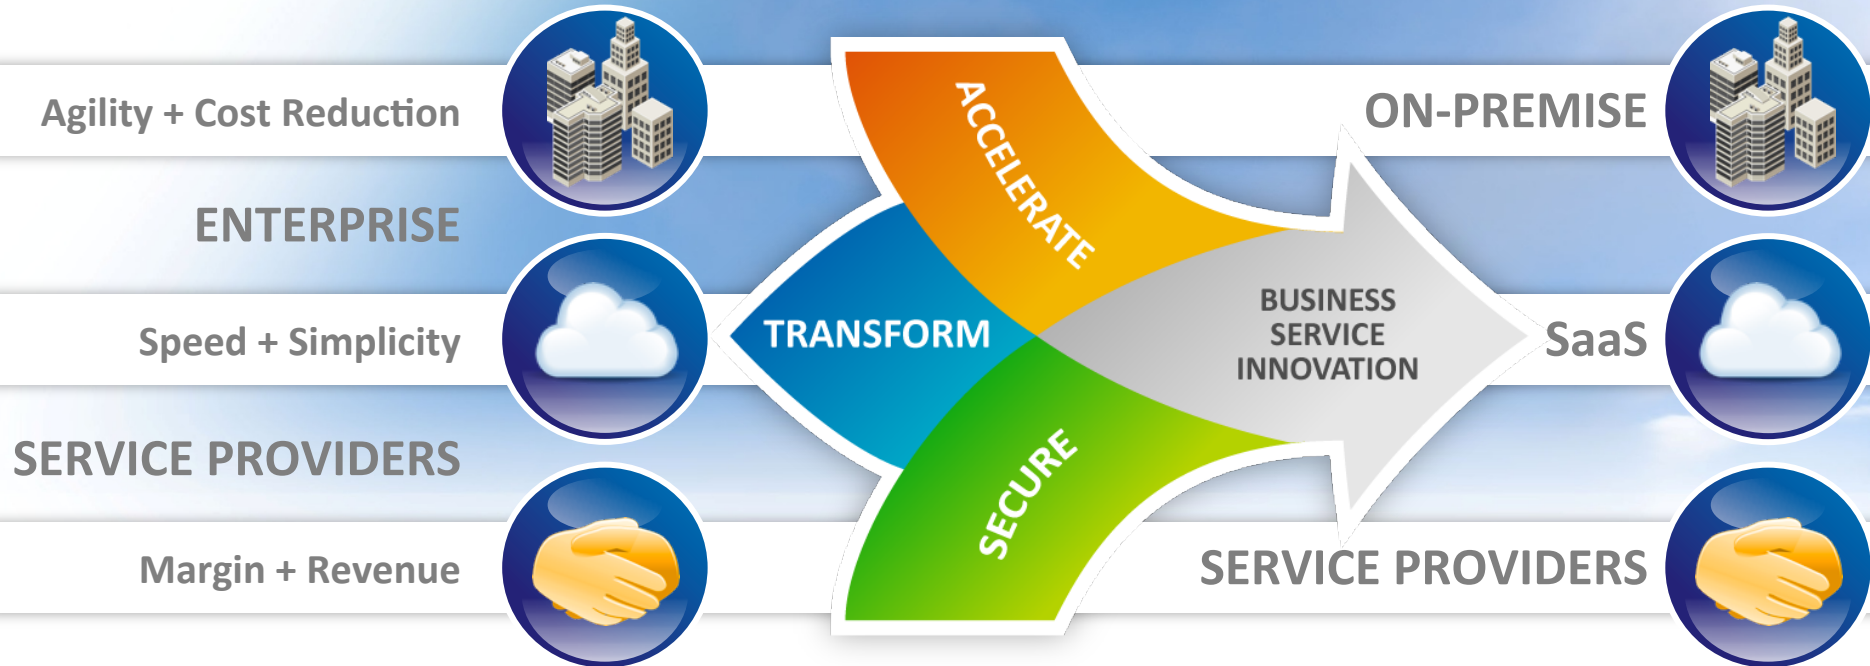 Agility + Cost Reduction
ENTERPRISE
Speed + Simplicity
SERVICE PROVIDERS
Margin + Revenue
ACCELERATE
TRANSFORM
SECURE
BUSINESS
SERVICE
INNOVATION
ON-PREMISE
SaaS
SERVICE PROVIDERS